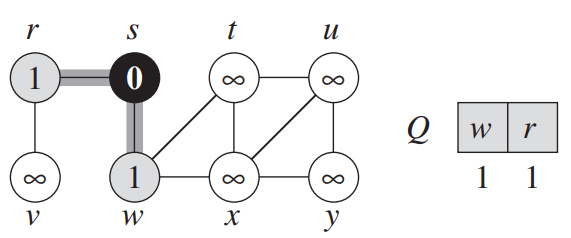 r s t u
1 0 ∞ ∞
Q w r
∞ 1 ∞ ∞
1 1
v w x y